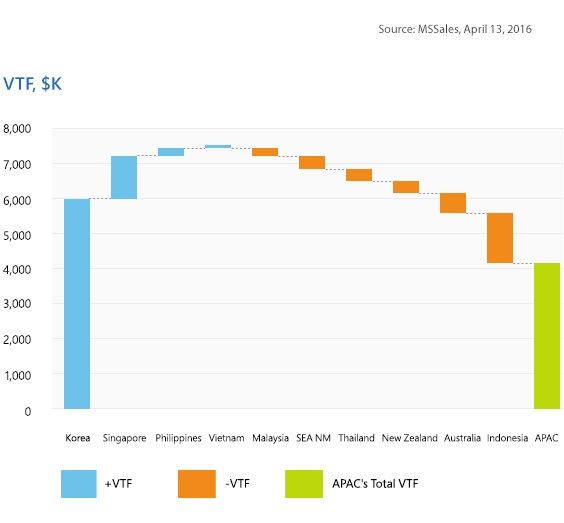 Source: MSSales, April 13, 2016
VTF, $K
8,000
7,000
6,000
5,000
4,000
3,000
2,000
1,000
0
Korea Singapore Philippines Vietnam Malaysia SEA NM Thailand New Zealand Australia Indonesia APAC
+VTF -VTF APAC's Total VTF